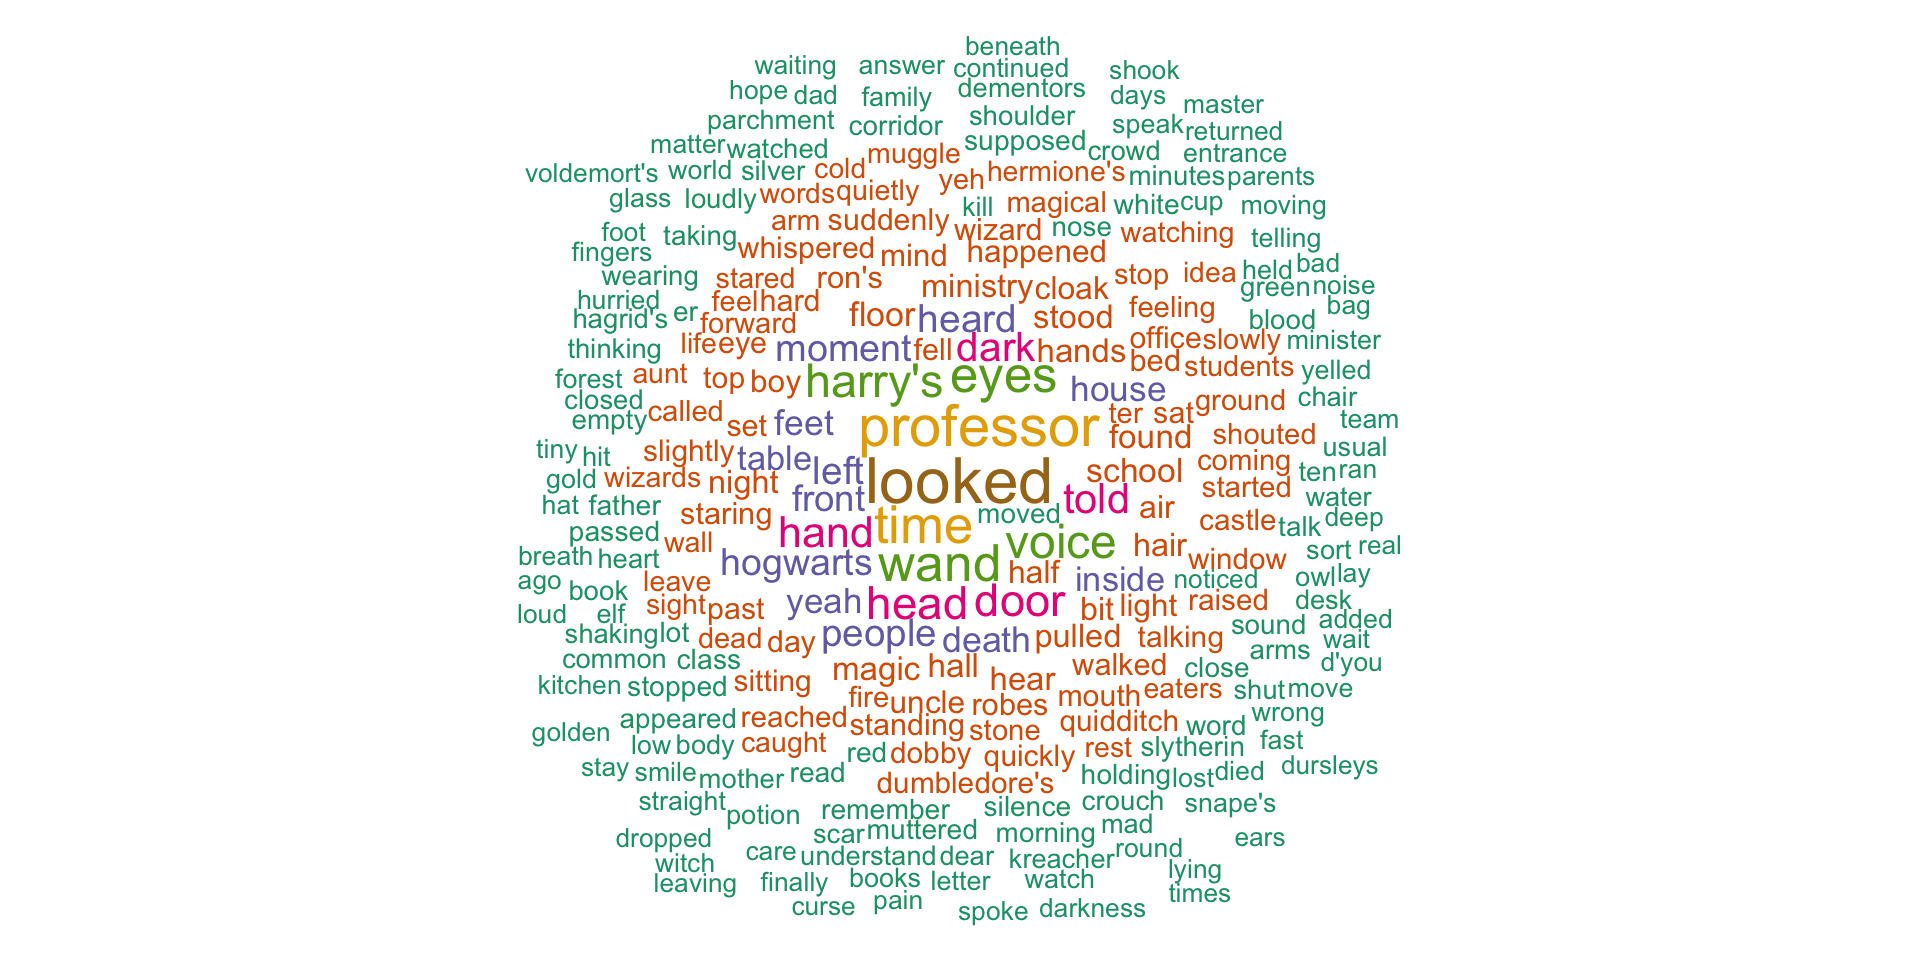 beneath
waiting answer continued shook
hope dad family dementors days master
parchment corridor shoulder speak returned
matter watched supposed crowd entrance
voldemort's world silver cold muggle yeh hermione's minutes parents
glass loudly words quietly kill magical white cup moving
foot taking arm suddenly wizard nose watching telling
fingers whispered mind happened
wearing stared ron's ministry cloak stop idea held bad
hurried feel hard green noise
hagrid's er forward floor heard stood feeling blood bag
thinking life eye moment fell dark hands office slowly minister
forest aunt top boy harry's eyes house bed students yelled
closed called ground chair
empty set feet professor ter sat found shouted team
tiny hit slightly table left school coming usual
gold wizards night front looked started ten ran
hat father staring hand time moved told air castle talk water deep
passed wall voice hair sort real
breath heart hogwarts wand half inside window noticed owl lay
ago book leave
loud elf sight past yeah head door bit light raised desk
shaking lot dead day people death pulled talking sound added
common class magic hall walked close arms wait d'you
kitchen stopped sitting hear mouth eaters shut move
fire uncle robes
golden appeared reached standing stone quidditch word wrong
low body caught red dobby quickly rest slytherin fast
stay smile mother read dumbledore's holding lost died dursleys
straight potion remember silence crouch snape's
dropped scar muttered morning mad ears
witch care understand dear kreacher round lying
leaving finally books letter watch times
curse pain spoke darkness